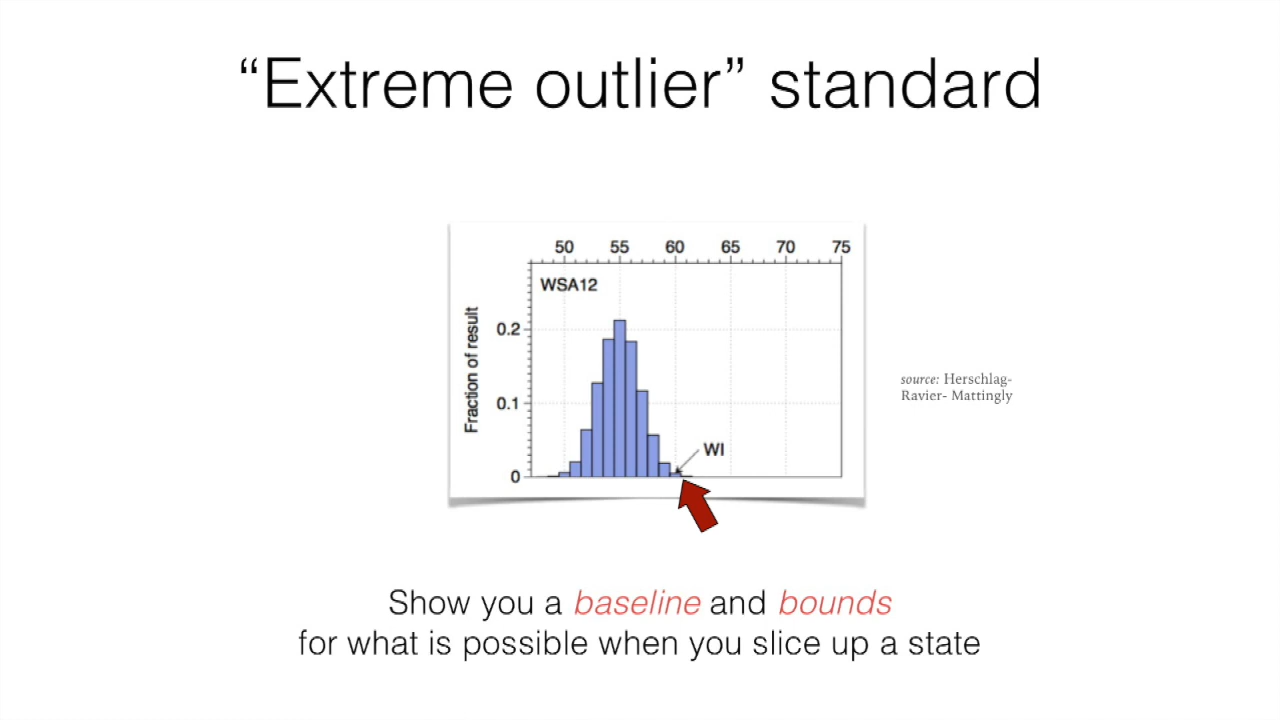 “Extreme outlier” standard
50 55 60 65 70 75
WSA12
Fraction of result
0.2
0.1
0
WI
source: Herschlag-
Ravier- Mattingly
Show you a baseline and bounds
for what is possible when you slice up a state